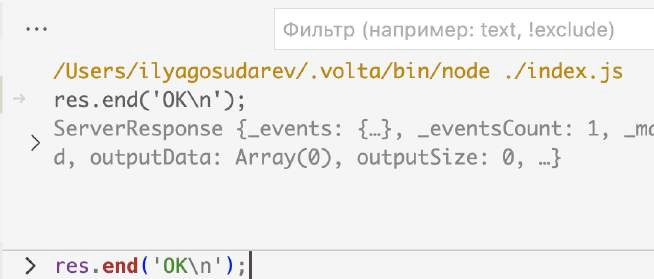 ...
Фильтр (например: text, !exclude)
/Users/ilyagosudarev/.volta/bin/node ./index.js
res.end('OK\n');
ServerResponse {_events: {…}, _eventsCount: 1, _ma
d, outputData: Array(0), outputSize: 0, …}
res.end('OK\n');